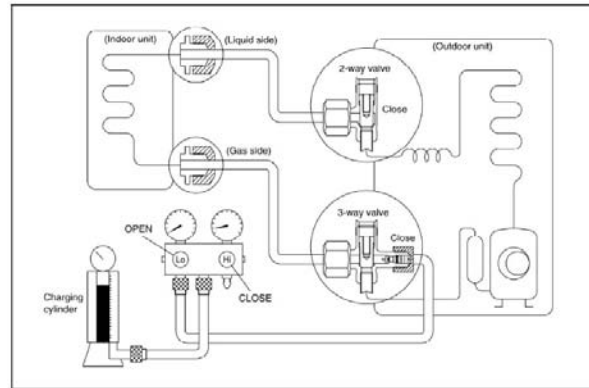 (Indoor unit)
(Liquid side)
(Outdoor unit)
2-way valve
Close
(Gas side)
3-way valve
Close
OPEN
Lo
Hi
CLOSE
Charging
cylinder